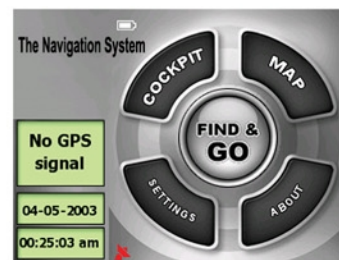 The Navigation System
COCKPIT
MAP
FIND &
GO
No GPS
signal
SETTINGS
ABOUT
04-05-2003
00:25:03 am